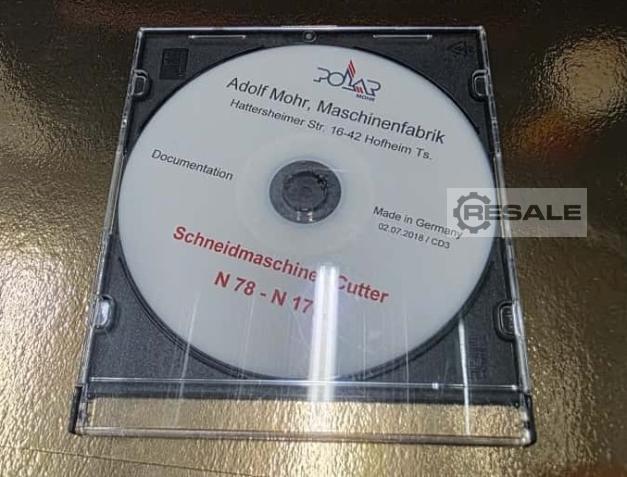 POLAR
MOHR
Adolf Mohr, Maschinenfabrik
Hattersheimer Str. 16-42 Hofheim Ts.
Documentation
Made in Germany
02.07.2018 / CD3
RESALE
Cutter
N 78 - N